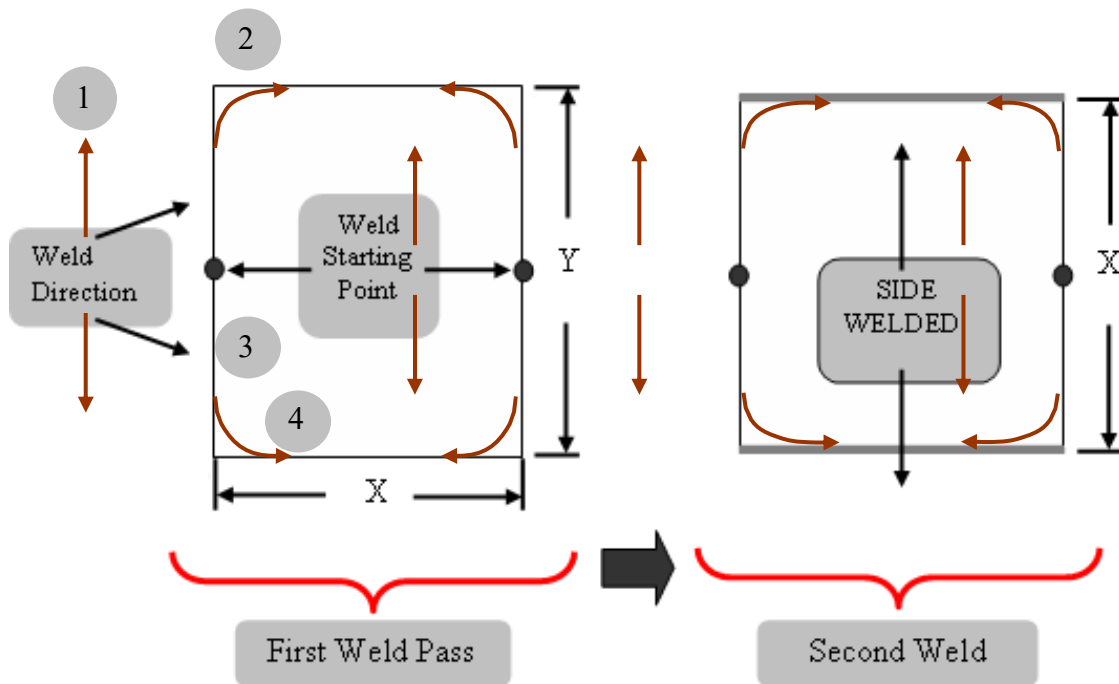 2
1
Weld
Direction
Weld
Starting
Point
Y
3
4
X
First Weld Pass
SIDE
WELDED
X
Second Weld